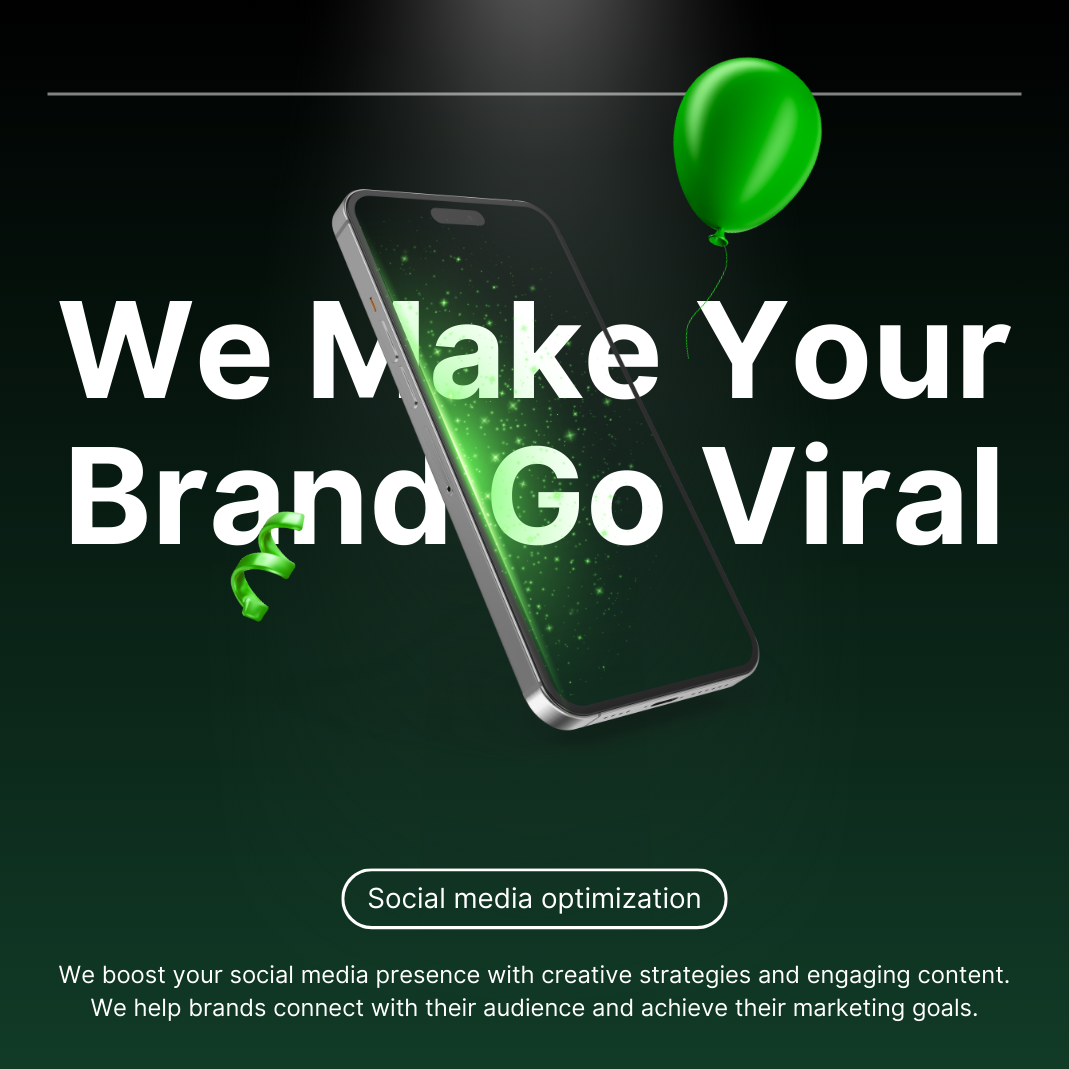 We Make Your
Brand Go Viral
Social media optimization
We boost your social media presence with creative strategies and engaging content.
We help brands connect with their audience and achieve their marketing goals.